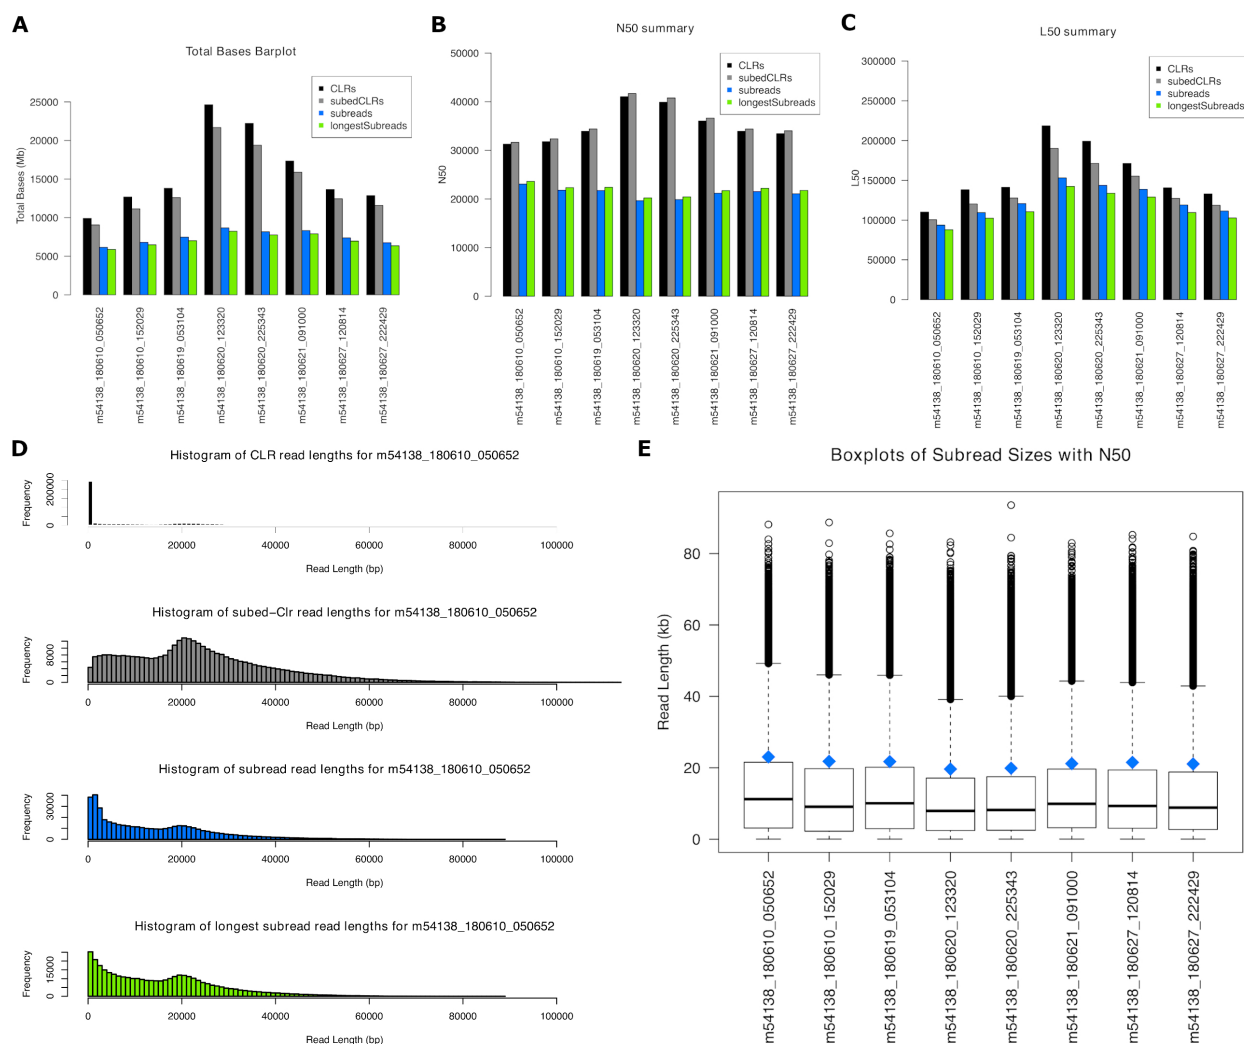 A
Total Bases Barplot
CLRs
subedCLRs
subreads
longestSubreads
Total Bases (Mb)
25000
20000
15000
10000
5000
0
m54138_180610_050652
m54138_180610_152029
m54138_180619_053104
m54138_180620_123320
m54138_180620_225343
m54138_180621_091000
m54138_180627_120814
m54138_180627_222429
B
N50 summary
CLRs
subedCLRs
subreads
longestSubreads
N50
50000
40000
30000
20000
10000
0
m54138_180610_050652
m54138_180610_152029
m54138_180619_053104
m54138_180620_123320
m54138_180620_225343
m54138_180621_091000
m54138_180627_120814
m54138_180627_222429
C
L50 summary
CLRs
subedCLRs
subreads
longestSubreads
L50
300000
250000
200000
150000
100000
50000
0
m54138_180610_050652
m54138_180610_152029
m54138_180619_053104
m54138_180620_123320
m54138_180620_225343
m54138_180621_091000
m54138_180627_120814
m54138_180627_222429
D
Histogram of CLR read lengths for m54138_180610_050652
Frequency
200000
0
0 20000 40000 60000 80000 100000
Read Length (bp)
Histogram of subed-Clr read lengths for m54138_180610_050652
Frequency
8000
0
0 20000 40000 60000 80000 100000
Read Length (bp)
Histogram of subread read lengths for m54138_180610_050652
Frequency
30000
0
0 20000 40000 60000 80000 100000
Read Length (bp)
Histogram of longest subread read lengths for m54138_180610_050652
Frequency
15000
0
0 20000 40000 60000 80000 100000
Read Length (bp)
E
Boxplots of Subread Sizes with N50
Read Length (kb)
80
60
40
20
0
m54138_180610_050652
m54138_180610_152029
m54138_180619_053104
m54138_180620_123320
m54138_180620_225343
m54138_180621_091000
m54138_180627_120814
m54138_180627_222429